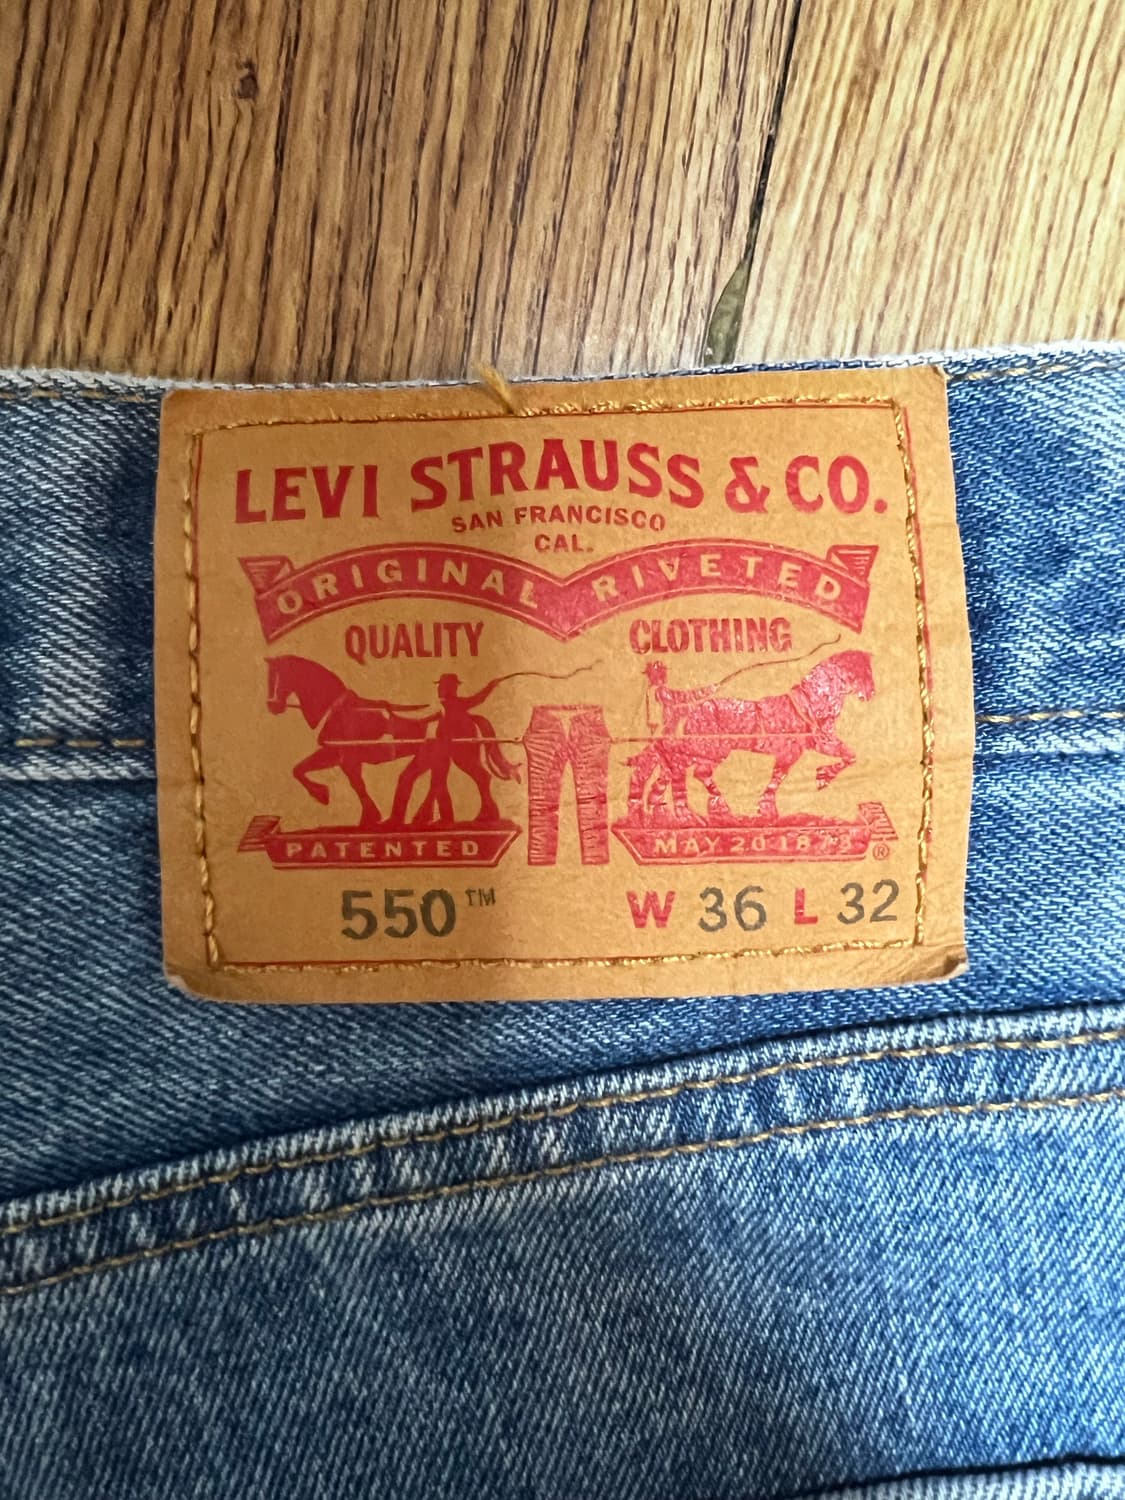 LEVI STRAUSS & CO.
SAN FRANCISCO
CAL.
ORIGINAL RIVETED
QUALITY CLOTHING
PATENTED MAY 20 1873 ®
550™ W 36 L 32